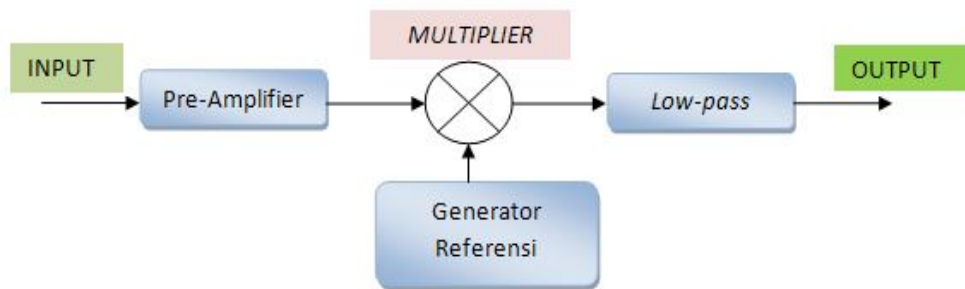 MULTIPLIER
INPUT
OUTPUT
Pre-Amplifier
Low-pass
Generator
Referensi